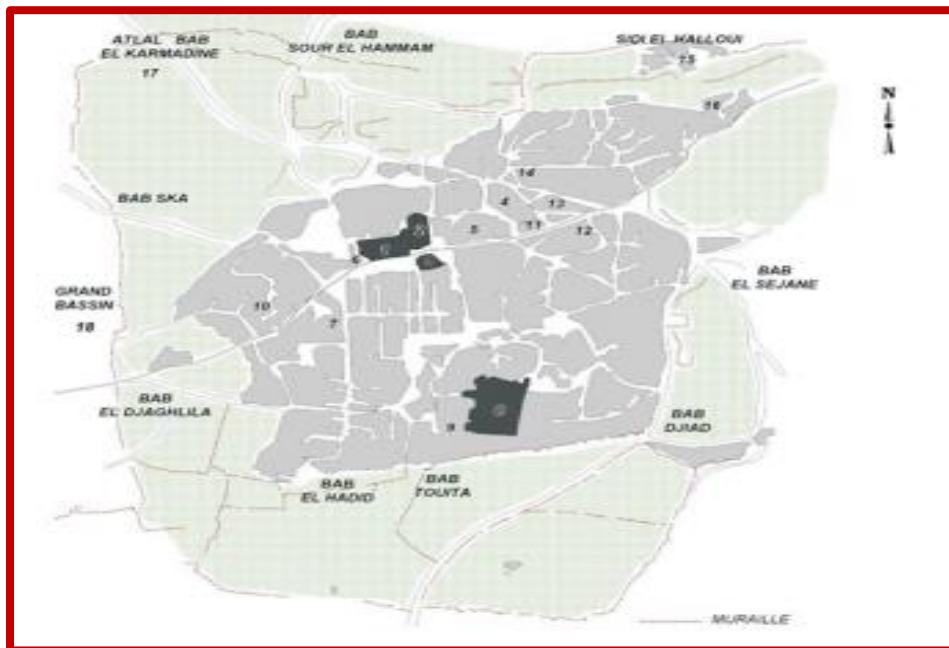 ATLAL BAB
EL KARMADINE
17
BAB
SOUR EL HAMMAM
SIDI EL HALLOUI
15
16
N
BAB SKA
14
4
13
5
11
12
6
BAB
EL SEJANE
GRAND
BASSIN
18
10
7
BAB
EL DJAGHLILA
9
BAB
DJIAD
BAB
EL HADID
BAB
TOUITA
MURAILLE